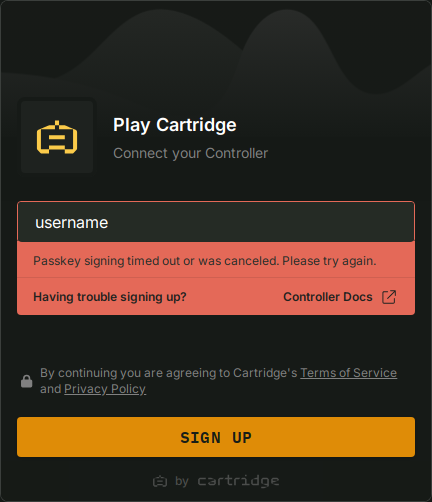 Play Cartridge
Connect your Controller
username
Passkey signing timed out or was canceled. Please try again.
Having trouble signing up?
Controller Docs
By continuing you are agreeing to Cartridge's Terms of Service
and Privacy Policy
SIGN UP
by cartridge